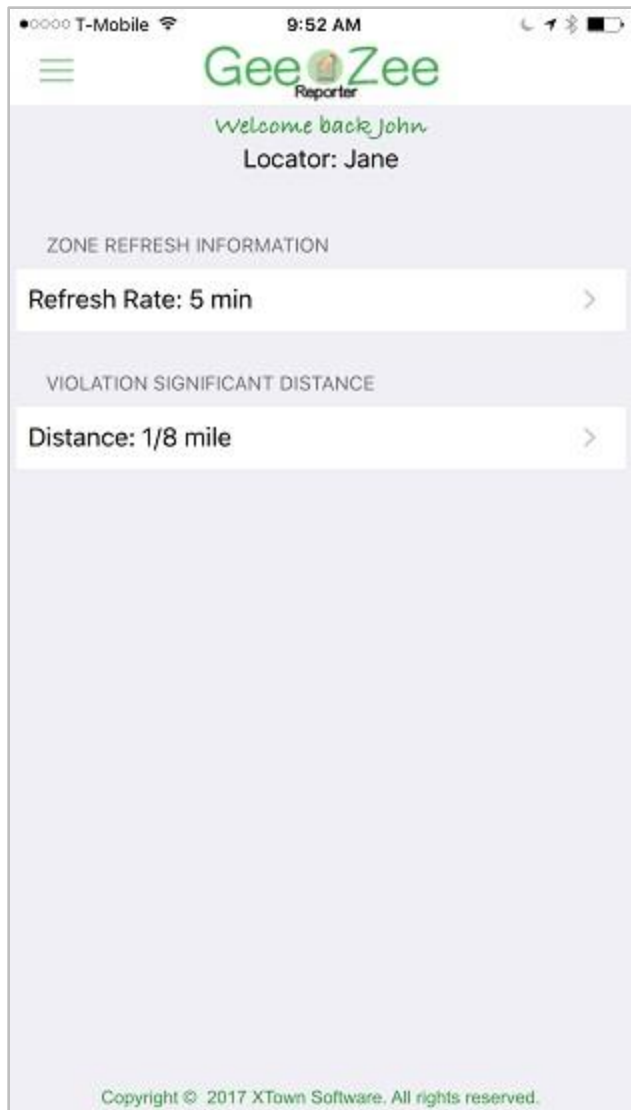 T-Mobile 9:52 AM
Gee Zee
Reporter
Welcome back John
Locator: Jane
ZONE REFRESH INFORMATION
Refresh Rate: 5 min
VIOLATION SIGNIFICANT DISTANCE
Distance: 1/8 mile
Copyright © 2017 XTown Software. All rights reserved.